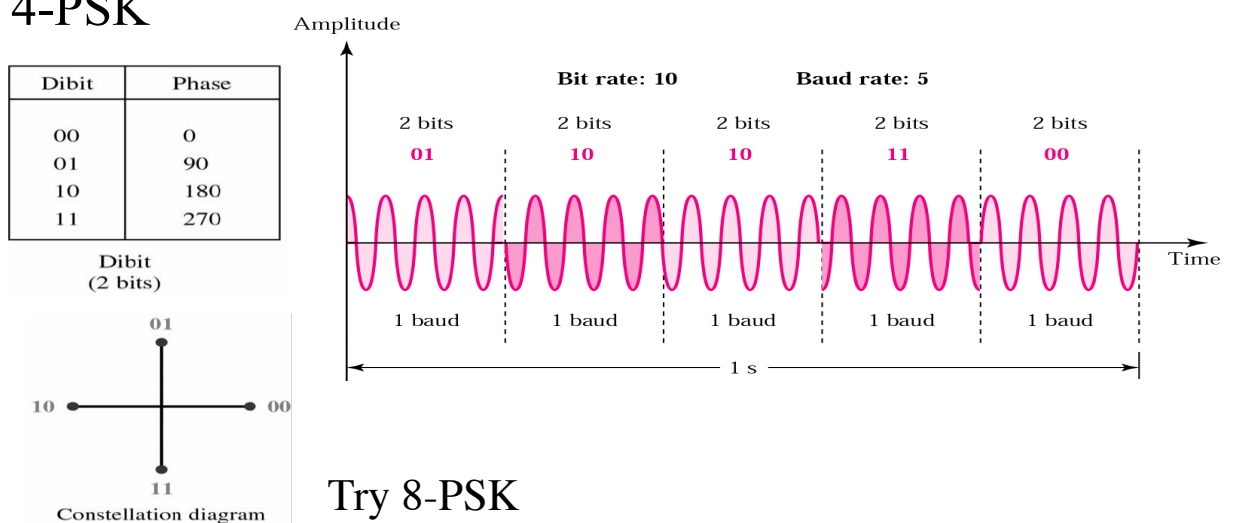 4-PSK
Dibit Phase
00 0
01 90
10 180
11 270
Dibit
(2 bits)
01
10 00
11
Constellation diagram
Amplitude
Bit rate: 10 Baud rate: 5
2 bits 2 bits 2 bits 2 bits 2 bits
01 10 10 11 00
Time
1 baud 1 baud 1 baud 1 baud 1 baud
1 s
Try 8-PSK